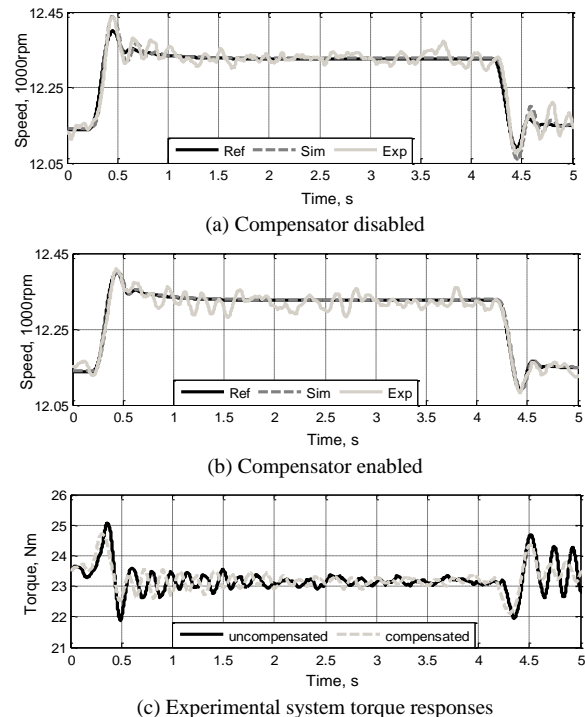 12.45
12.25
12.05
Speed, 1000rpm
Ref Sim Exp
0 0.5 1 1.5 2 2.5 3 3.5 4 4.5 5
Time, s
(a) Compensator disabled
12.45
12.25
12.05
Speed, 1000rpm
Ref Sim Exp
0 0.5 1 1.5 2 2.5 3 3.5 4 4.5 5
Time, s
(b) Compensator enabled
26
25
24
23
22
21
Torque, Nm
uncompensated compensated
0 0.5 1 1.5 2 2.5 3 3.5 4 4.5 5
Time, s
(c) Experimental system torque responses